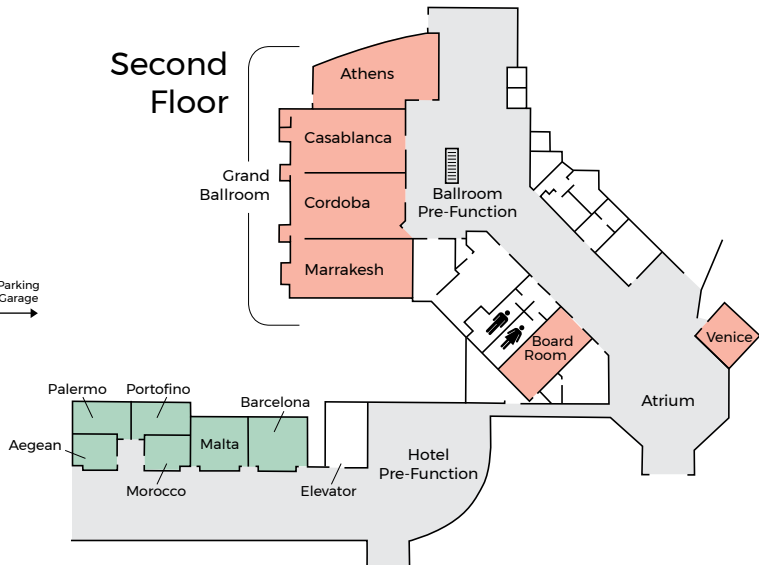 Second
Floor
Athens
Casablanca
Grand
Ballroom
Cordoba
Ballroom
Pre-Function
Marrakesh
Parking
Garage
Board
Room
Venice
Palermo
Portofino
Barcelona
Atrium
Aegean
Malta
Hotel
Pre-Function
Morocco
Elevator